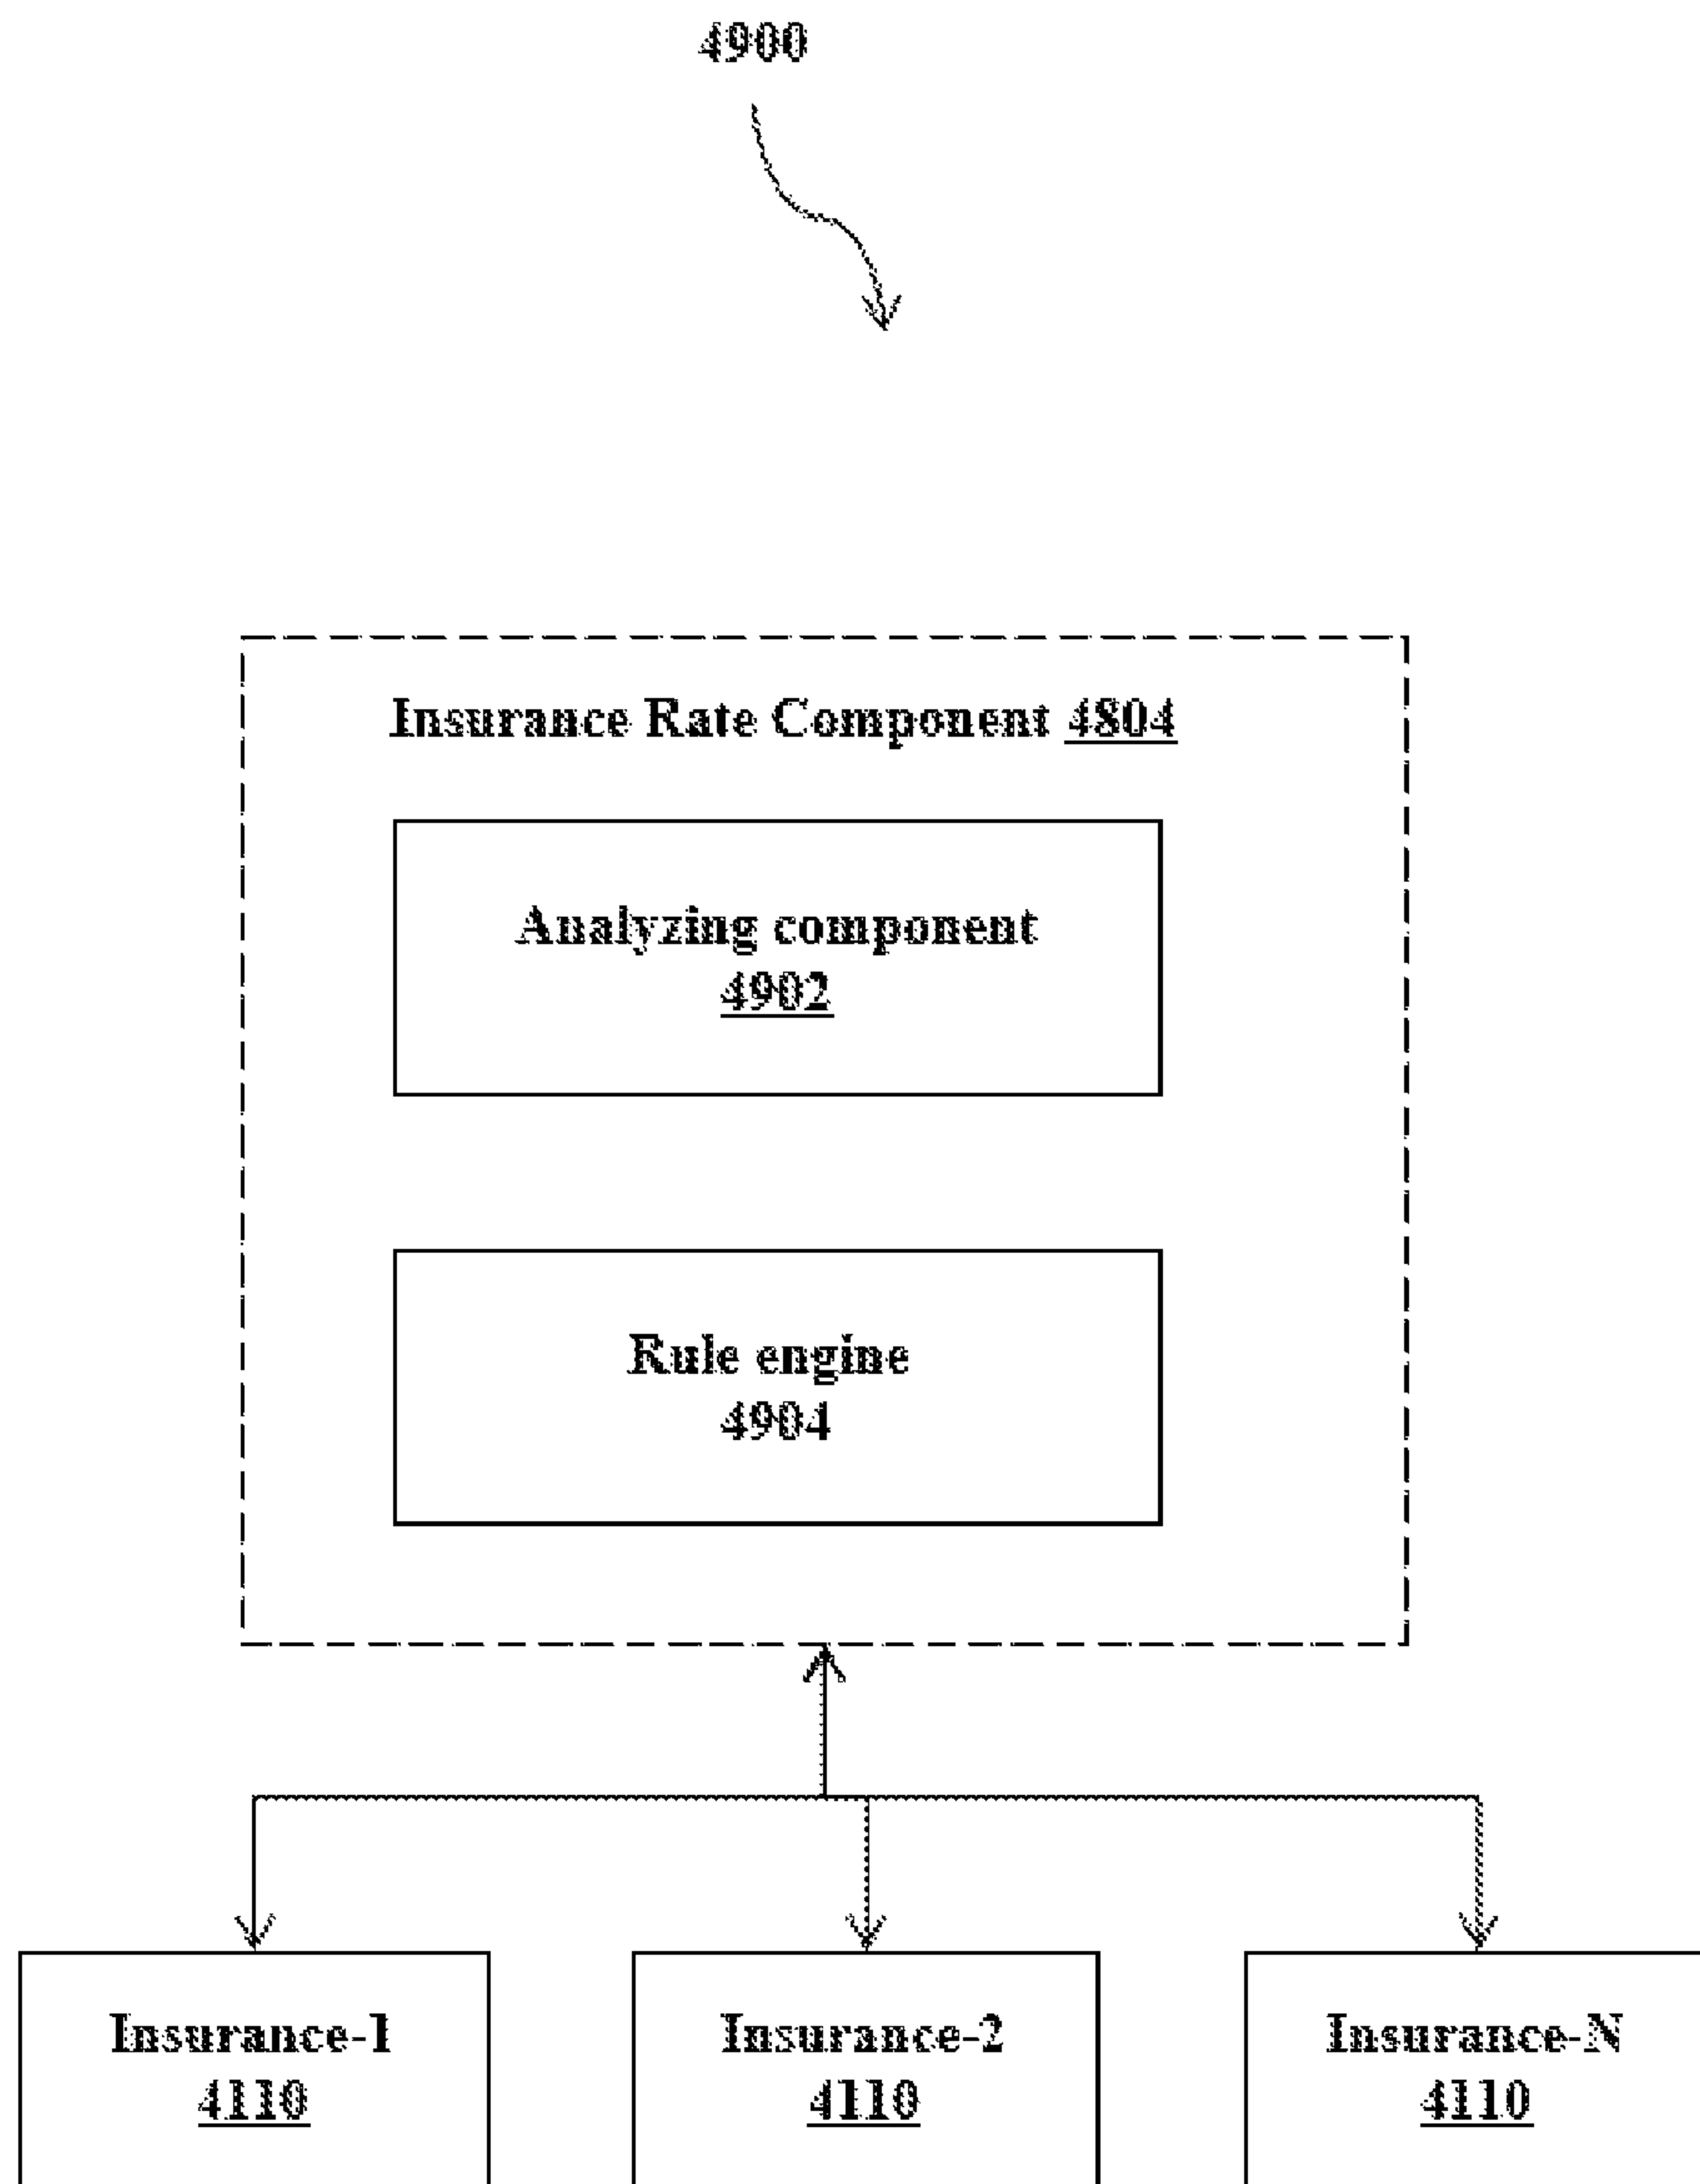 4900
Insurance Rate Component 4804
Analyzing component
4902
Rule engine
4904
Insurance-1
4110
Insurance-2
4110
Insurance-N
4110